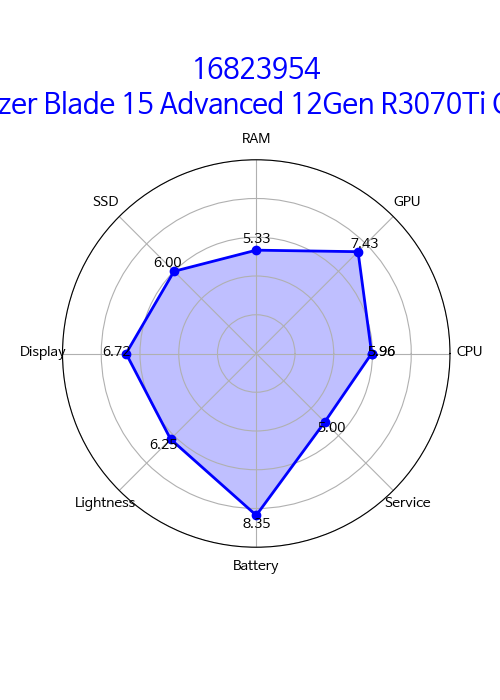 16823954
zer Blade 15 Advanced 12Gen R3070Ti
RAM
SSD
GPU
5.33
7.43
6.00
Display
6.73
5.96
CPU
6.25
5.00
Lightness
Service
8.35
Battery